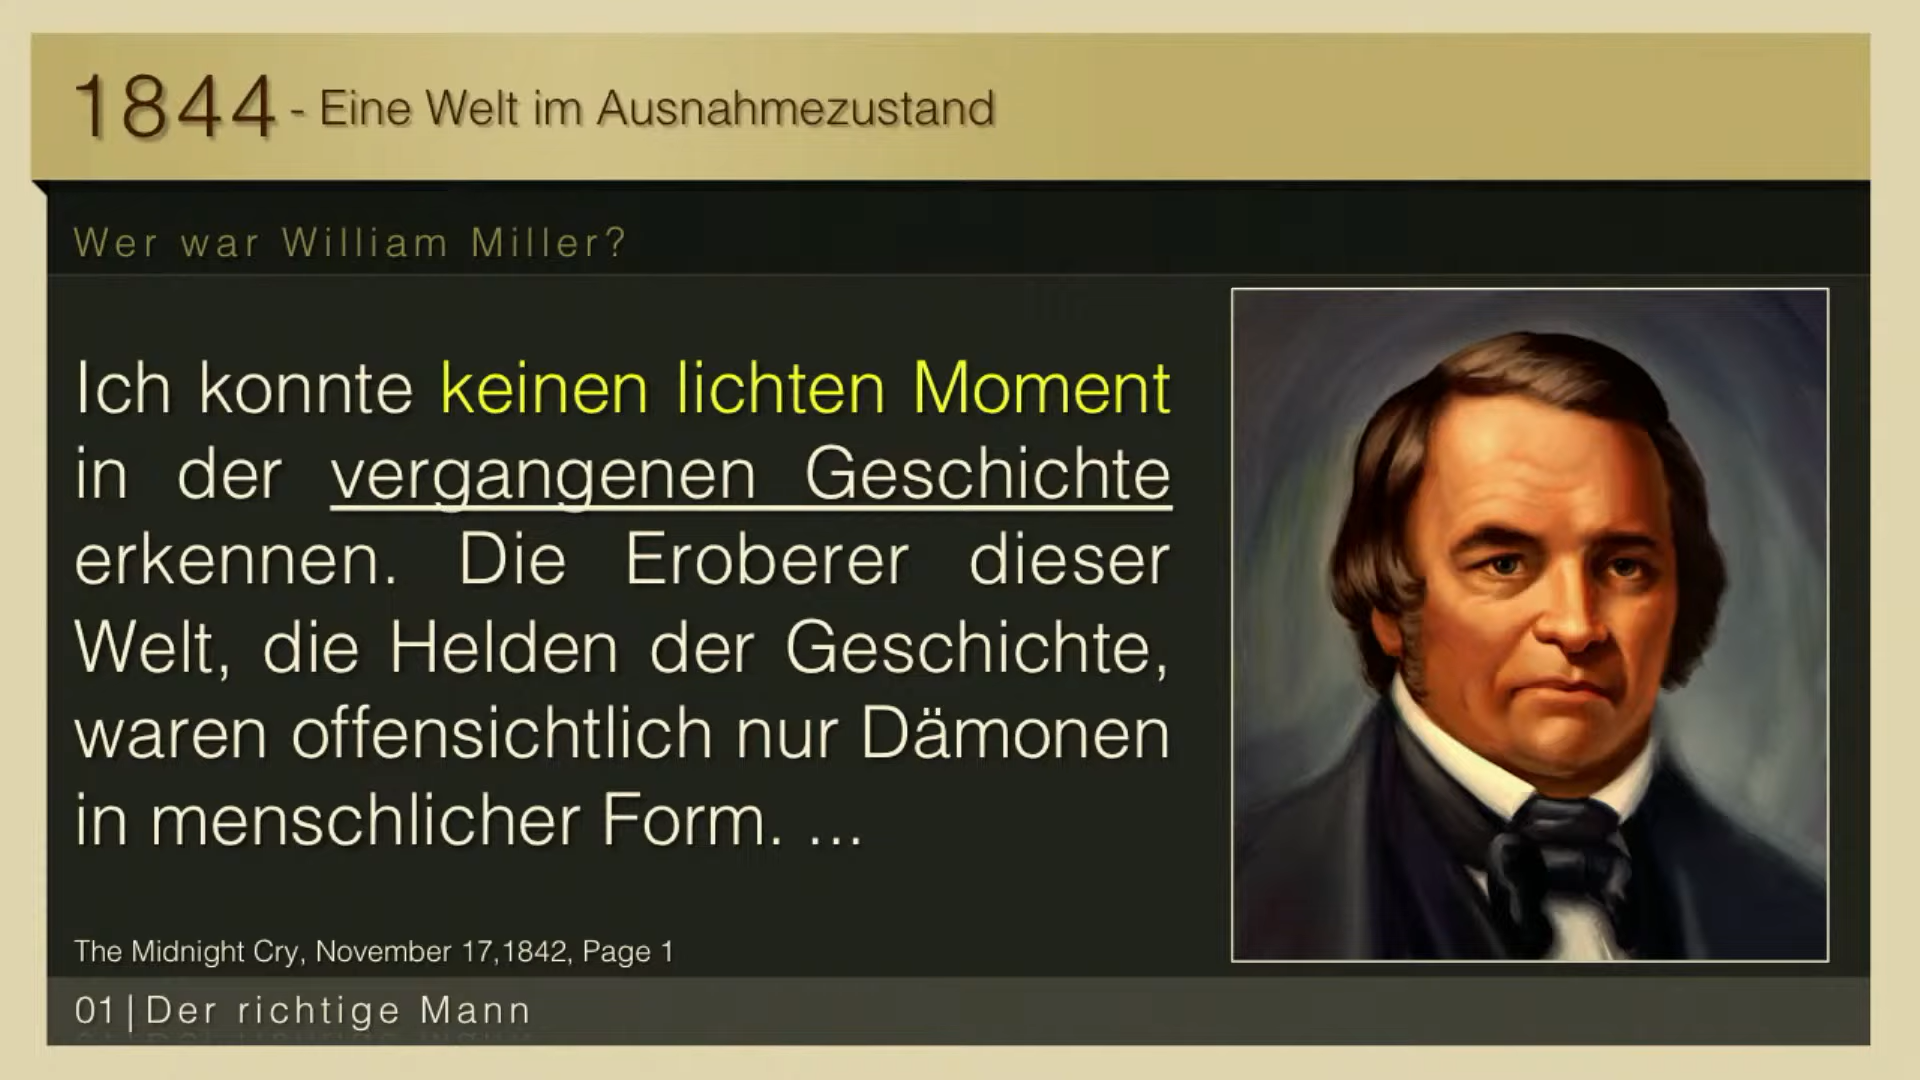 1844 - Eine Welt im Ausnahmezustand
Wer war William Miller?
Ich konnte keinen lichten Moment
in der vergangenen Geschichte
erkennen. Die Eroberer dieser
Welt, die Helden der Geschichte,
waren offensichtlich nur Dämonen
in menschlicher Form. ...
The Midnight Cry, November 17,1842, Page 1
01|Der richtige Mann